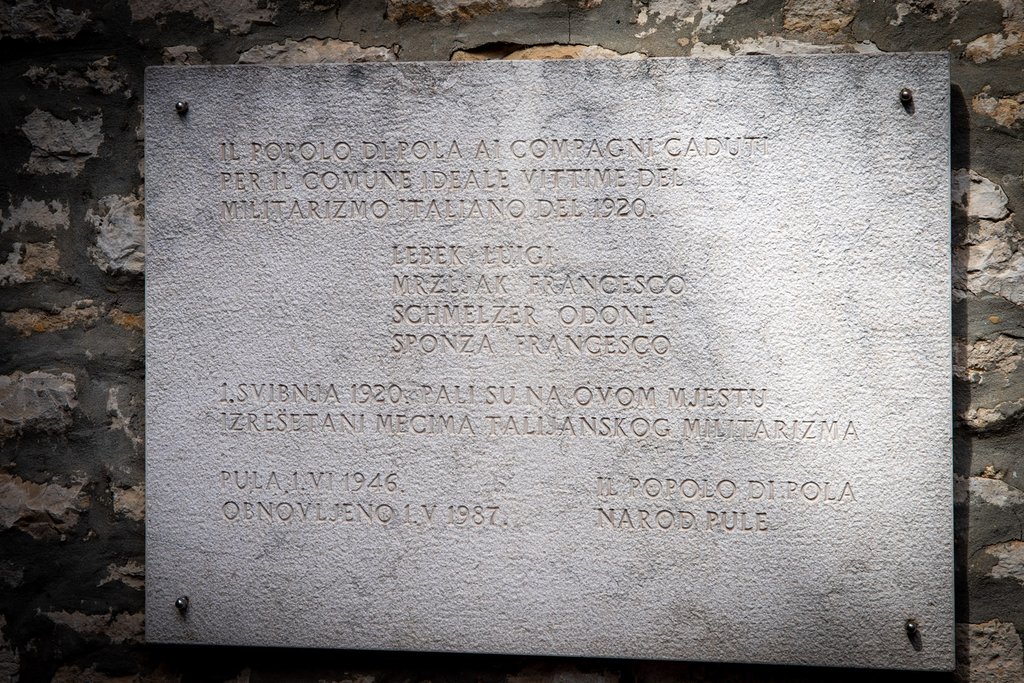 IL POPOLO DI POLA AI COMPAGNI CADUTI
PER IL COMUNE IDEALE VITTIME DEL
MILITARIZMO ITALIANO DEL 1920.
LEBEK LUIGI
MRZLJAK FRANCESCO
SCHMELZER ODONE
SPONZA FRANCESCO
1. SVIBNJA 1920. PALI SU NA OVOM MJESTU
IZREŠETANI MECIMA TALIJANSKOG MILITARIZMA
PULA, 1. VI 1946.
OBNOVLJENO 1. V 1987.
IL POPOLO DI POLA
NAROD PULE